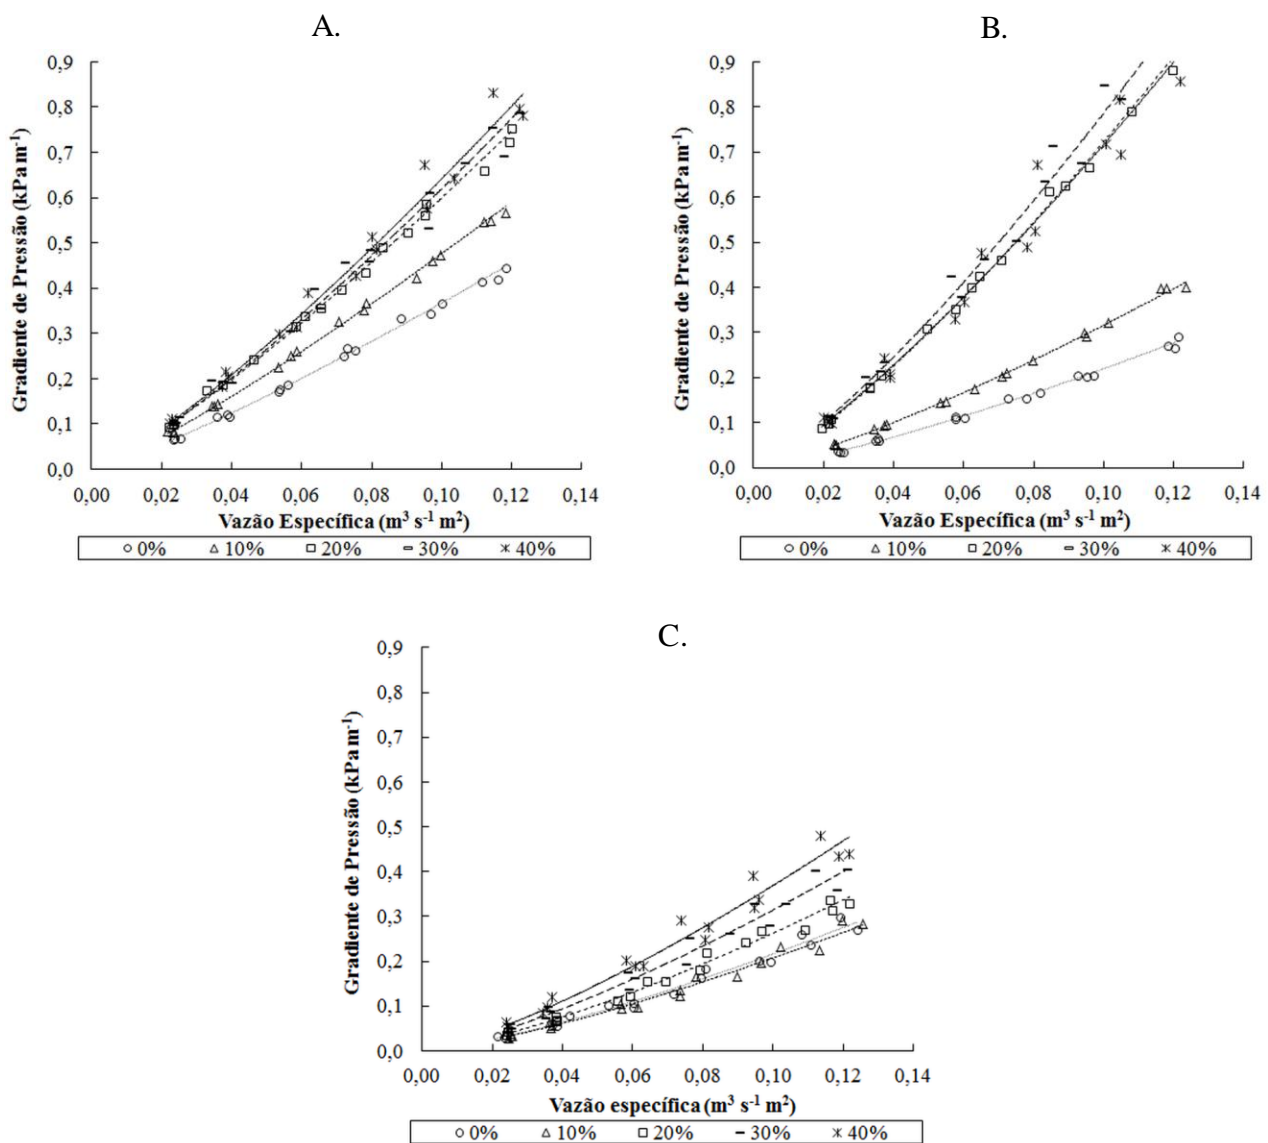 A.
0,9
0,8
0,7
0,6
0,5
0,4
0,3
0,2
0,1
0,0
Gradiente de Pressão (kPa m-1)
0,00 0,02 0,04 0,06 0,08 0,10 0,12 0,14
Vazão Específica (m³ s-1 m²)
0% 10% 20% 30% 40%
B.
0,9
0,8
0,7
0,6
0,5
0,4
0,3
0,2
0,1
0,0
Gradiente de Pressão (kPa m-1)
0,00 0,02 0,04 0,06 0,08 0,10 0,12 0,14
Vazão Específica (m³ s-1 m²)
0% 10% 20% 30% 40%
C.
0,9
0,8
0,7
0,6
0,5
0,4
0,3
0,2
0,1
0,0
Gradiente de Pressão (kPa m-1)
0,00 0,02 0,04 0,06 0,08 0,10 0,12 0,14
Vazão específica (m³ s-1 m²)
0% 10% 20% 30% 40%